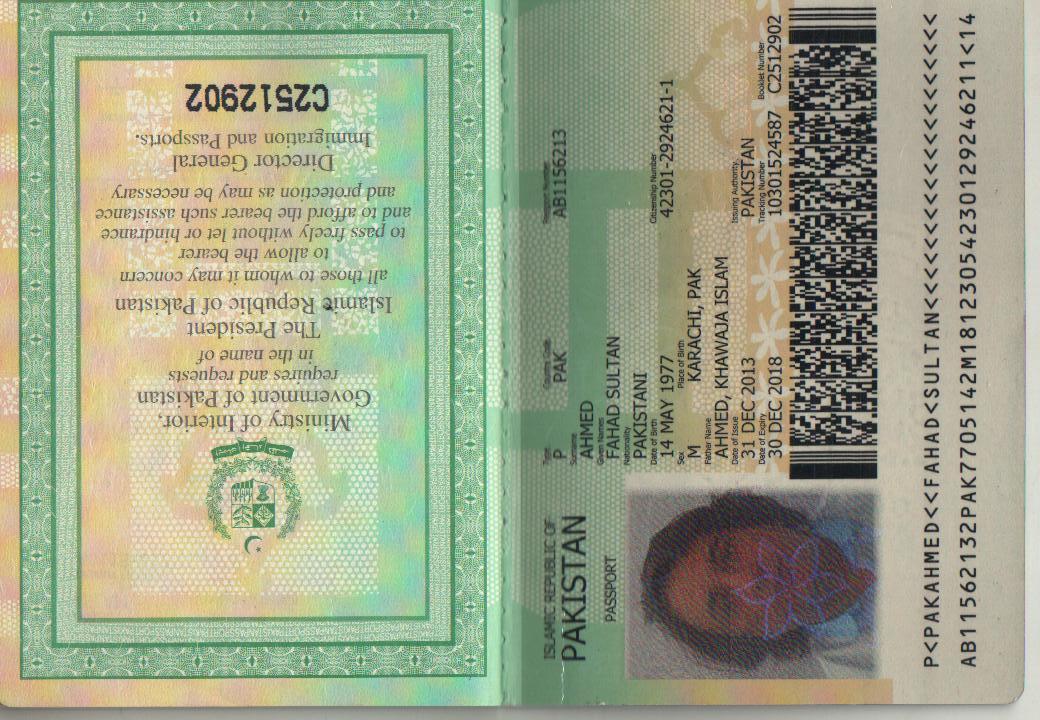 C2512902
Ministry of Interior,
Government of Pakistan
requires and requests
in the name of
The President
Islamic Republic of Pakistan
all those to whom it may concern
to allow the bearer
to pass freely without let or hindrance
and to afford the bearer such assistance
and protection as may be necessary
Director General
Immigration and Passports.
ISLAMIC REPUBLIC OF
PAKISTAN
PASSPORT
Type Country Code Passport Number
P PAK AB1156213
Surname
AHMED
Given Names
FAHAD SULTAN
Nationality
PAKISTANI
Date of Birth Citizenship Number
14 MAY 1977 42301-2924621-1
Sex Place of Birth
M KARACHI, PAK
Father Name
AHMED, KHAWAJA ISLAM
Date of Issue Issuing Authority
31 DEC 2013 PAKISTAN
Date of Expiry Tracking Number Booklet Number
30 DEC 2018 10301524587 C2512902
P<PAKAHMED<<FAHAD<SULTAN<<<<<<<<<<<<<<<<<<<<
AB11562132PAK7705142M18123054230129246211<14